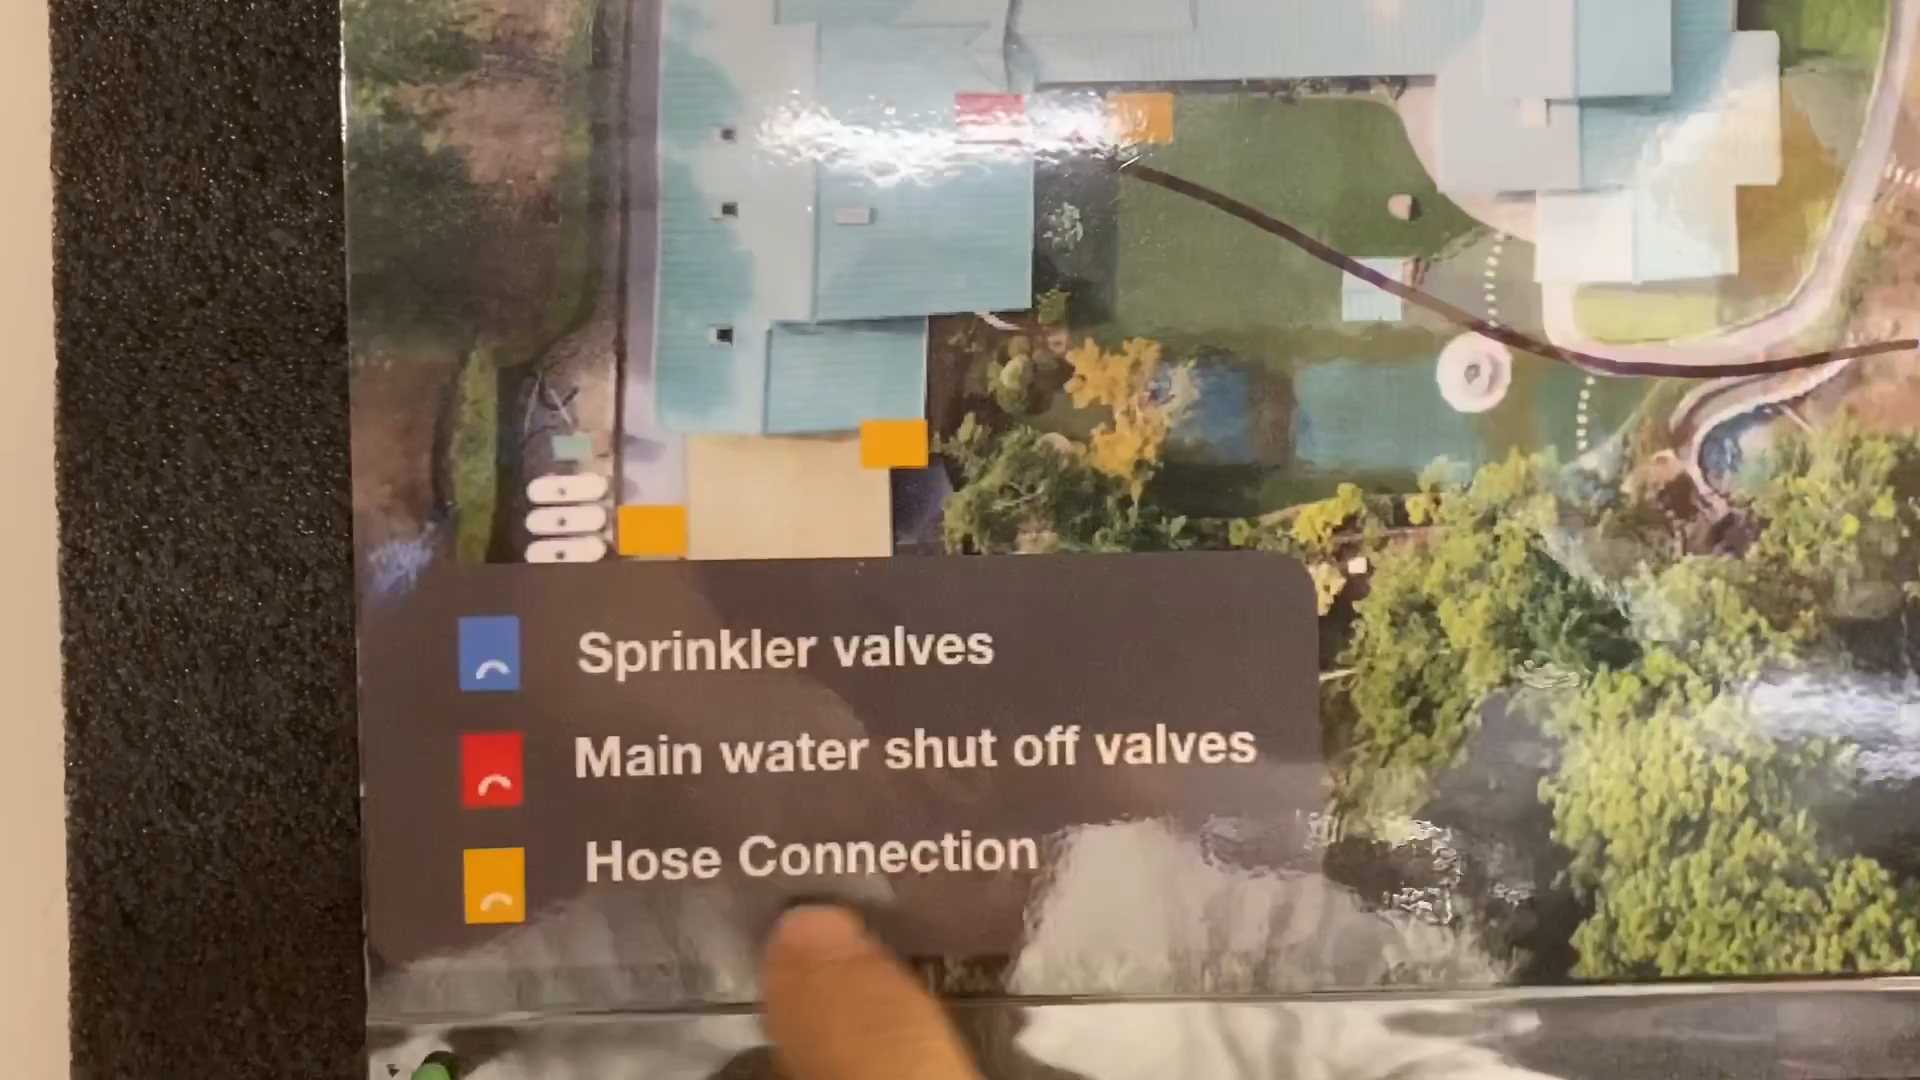 Sprinkler valves
Main water shut off valves
Hose Connection